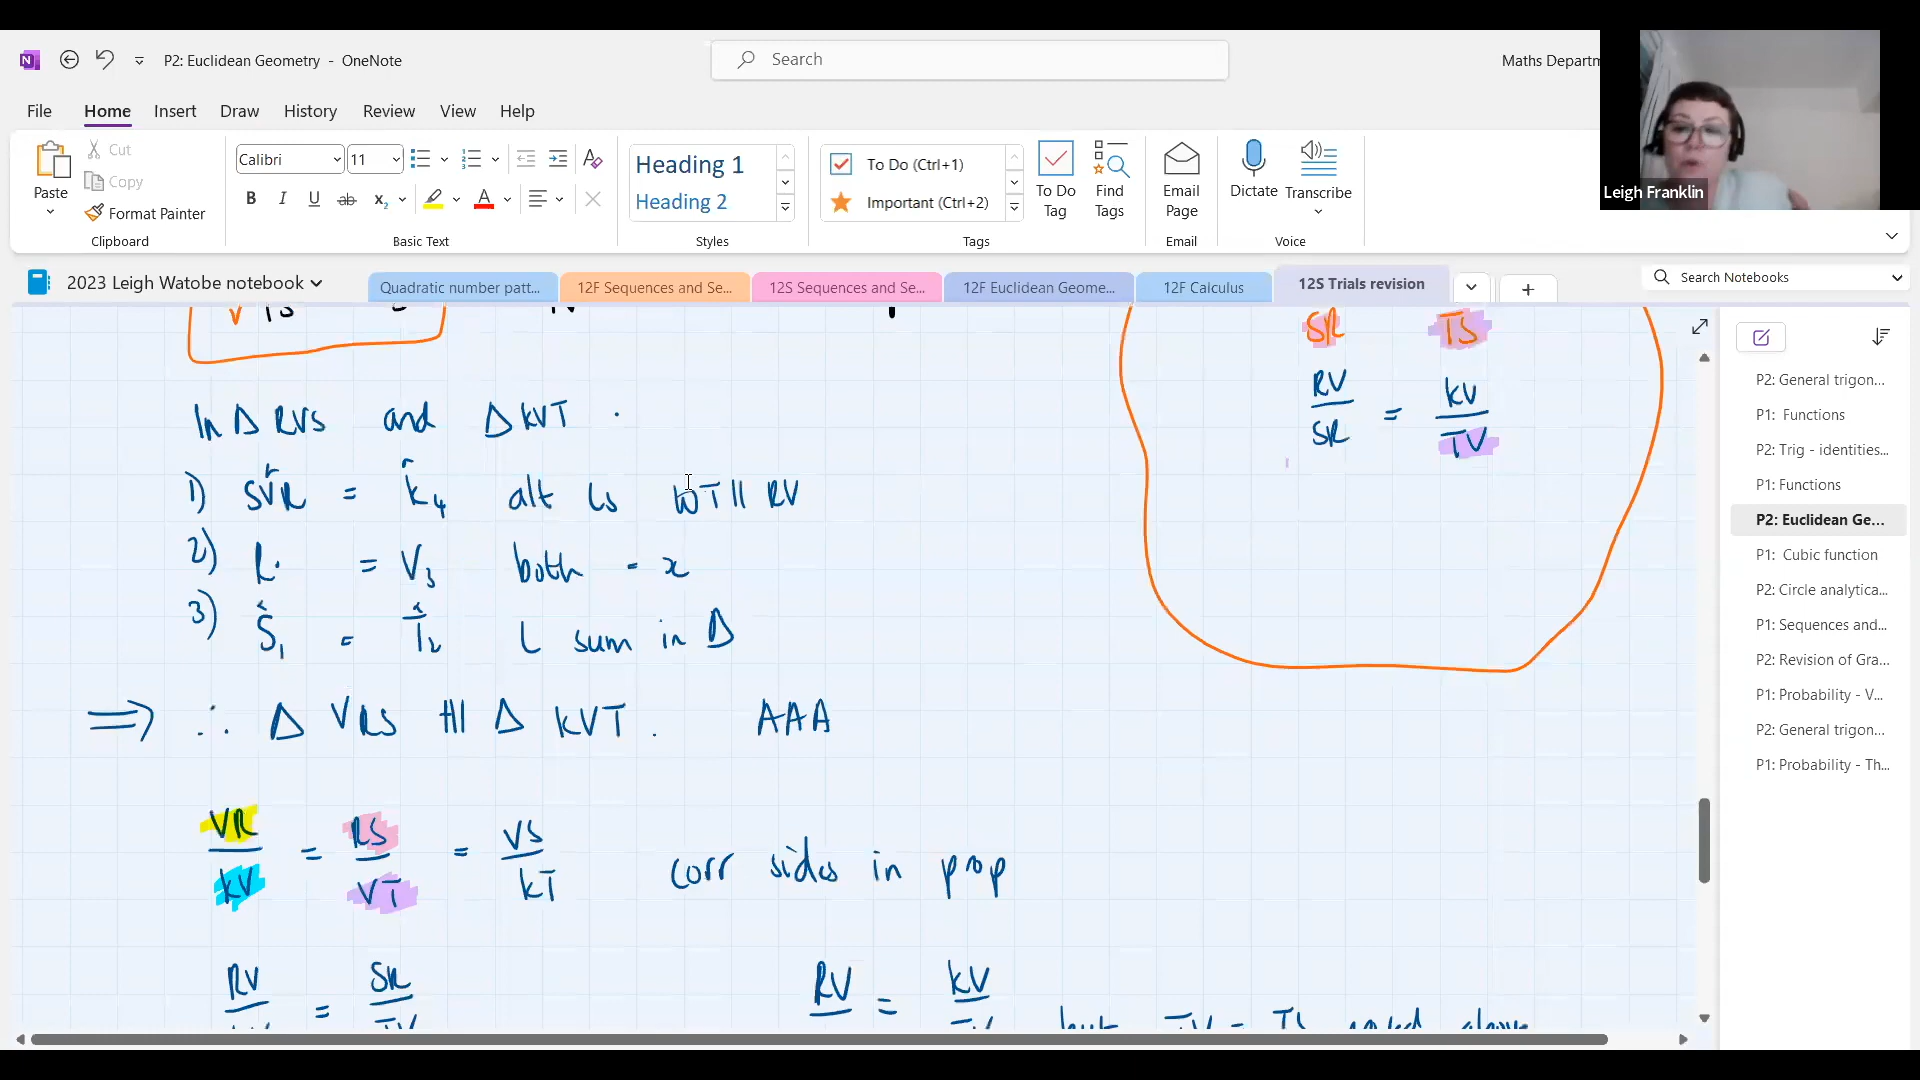 P2: Euclidean Geometry - OneNote
Search
Maths Departm
File Home Insert Draw History Review View Help
Paste
Cut
Copy
Format Painter
Clipboard
Calibri 11
B I U ab x₂ A
Basic Text
Heading 1
Heading 2
Styles
To Do (Ctrl+1)
Important (Ctrl+2)
Tags
To Do Tag
Find Tags
Email Page
Email
Dictate
Transcribe
Voice
Leigh Franklin
2023 Leigh Watobe notebook
Quadratic number patt...
12F Sequences and Se...
12S Sequences and Se...
12F Euclidean Geome...
12F Calculus
12S Trials revision
Search Notebooks
SR TS
RV/SR = KV/TV
In Δ RVS and Δ KVT .
1) SV̂R = K̂₄ alt ∠s WT || RV
2) = V₃ both = x
3) Ŝ₁ = T̂₂ ∠ sum in Δ
⇒ ∴ Δ VRS ||| Δ KVT . AAA
VR/KV = RS/VT = VS/KT corr sides in prop
RV = SR
RV = KV
but TV = TS above
P2: General trigon...
P1: Functions
P2: Trig - identities...
P1: Functions
P2: Euclidean Ge...
P1: Cubic function
P2: Circle analytica...
P1: Sequences and...
P2: Revision of Gra...
P1: Probability - V...
P2: General trigon...
P1: Probability - Th...